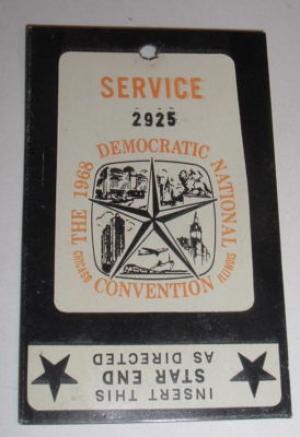 SERVICE
2925
THE 1968 DEMOCRATIC NATIONAL CONVENTION
CHICAGO ILLINOIS
INSERT THIS
STAR END
AS DIRECTED